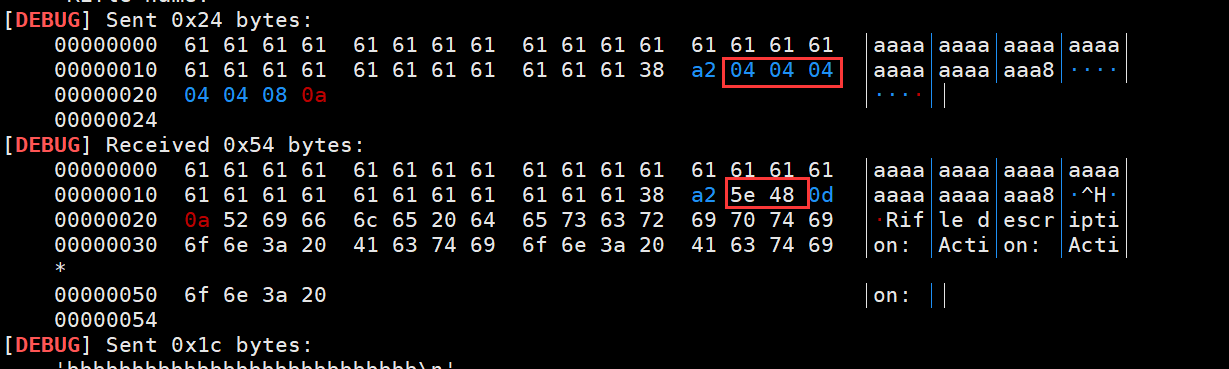 [DEBUG] Sent 0x24 bytes:
00000000  61 61 61 61  61 61 61 61  61 61 61 61  61 61 61 61  │aaaa│aaaa│aaaa│aaaa│
00000010  61 61 61 61  61 61 61 61  61 61 61 38  a2 04 04 04  │aaaa│aaaa│aaa8│····│
00000020  04 04 08 0a  │····││
00000024
[DEBUG] Received 0x54 bytes:
00000000  61 61 61 61  61 61 61 61  61 61 61 61  61 61 61 61  │aaaa│aaaa│aaaa│aaaa│
00000010  61 61 61 61  61 61 61 61  61 61 61 38  a2 5e 48 0d  │aaaa│aaaa│aaa8│·^H·│
00000020  0a 52 69 66  6c 65 20 64  65 73 63 72  69 70 74 69  │·Rif│le d│escr│ipti│
00000030  6f 6e 3a 20  41 63 74 69  6f 6e 3a 20  41 63 74 69  │on: │Acti│on: │Acti│
*
00000050  6f 6e 3a 20  │on: ││
00000054
[DEBUG] Sent 0x1c bytes: